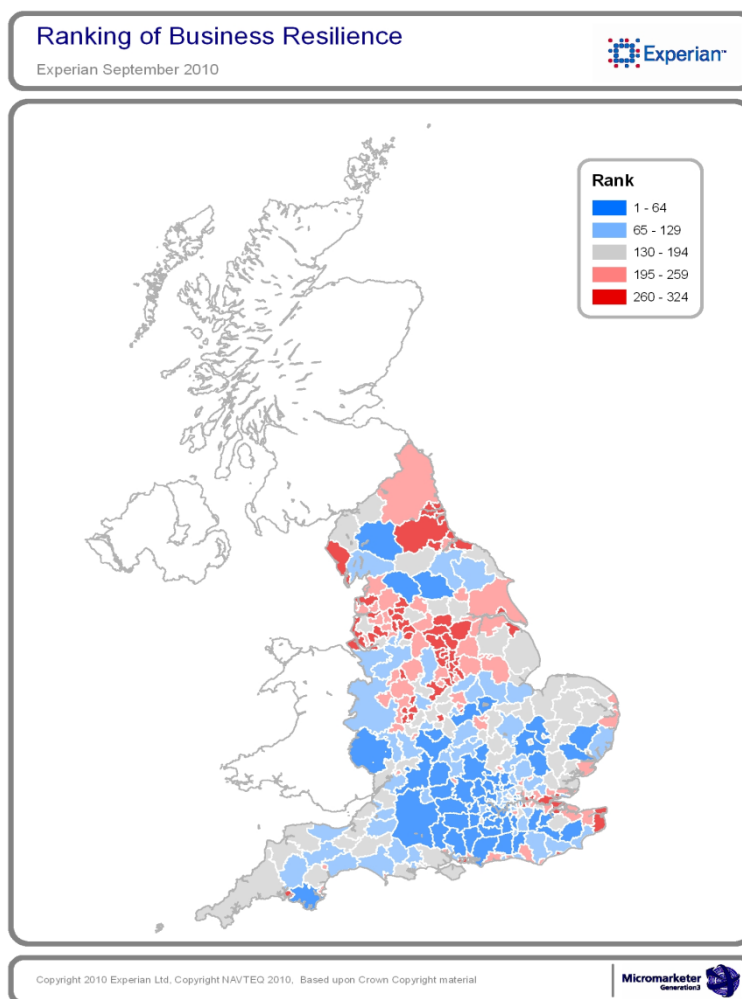 Ranking of Business Resilience
Experian September 2010
Experian™
Rank
1 - 64
65 - 129
130 - 194
195 - 259
260 - 324
Copyright 2010 Experian Ltd, Copyright NAVTEQ 2010, Based upon Crown Copyright material
Micromarketer
Generation3